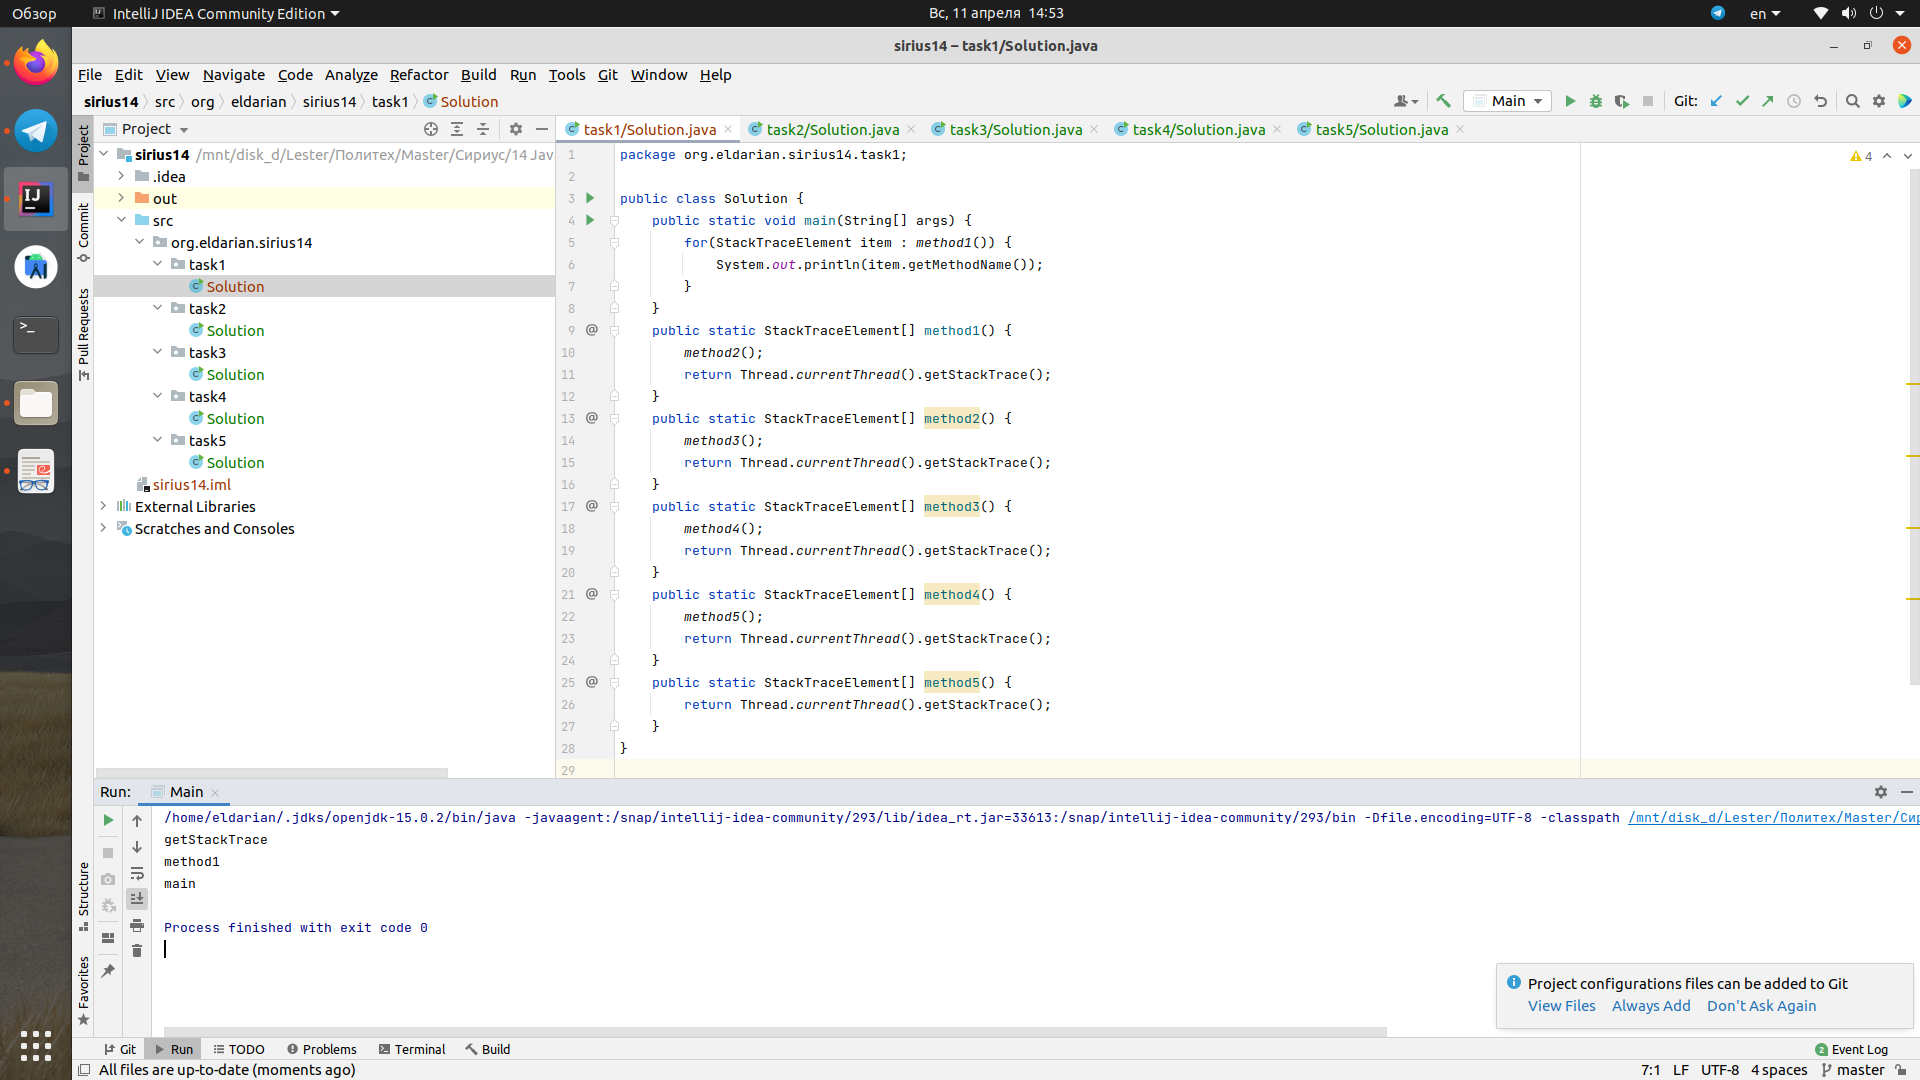 Обзор
IntelliJ IDEA Community Edition
Вс, 11 апреля 14:53
en
sirius14 – task1/Solution.java
File Edit View Navigate Code Analyze Refactor Build Run Tools Git Window Help
sirius14 src org eldarian sirius14 task1 Solution
Main
Git:
Project
task1/Solution.java
task2/Solution.java
task3/Solution.java
task4/Solution.java
task5/Solution.java
Project
Commit
Pull Requests
Structure
Favorites
sirius14 /mnt/disk_d/Lester/Политех/Master/Сириус/14 Jav
.idea
out
src
org.eldarian.sirius14
task1
Solution
task2
Solution
task3
Solution
task4
Solution
task5
Solution
sirius14.iml
External Libraries
Scratches and Consoles
4
1 package org.eldarian.sirius14.task1;
2
3 public class Solution {
4 public static void main(String[] args) {
5 for(StackTraceElement item : method1()) {
6 System.out.println(item.getMethodName());
7 }
8 }
9 @ public static StackTraceElement[] method1() {
10 method2();
11 return Thread.currentThread().getStackTrace();
12 }
13 @ public static StackTraceElement[] method2() {
14 method3();
15 return Thread.currentThread().getStackTrace();
16 }
17 @ public static StackTraceElement[] method3() {
18 method4();
19 return Thread.currentThread().getStackTrace();
20 }
21 @ public static StackTraceElement[] method4() {
22 method5();
23 return Thread.currentThread().getStackTrace();
24 }
25 @ public static StackTraceElement[] method5() {
26 return Thread.currentThread().getStackTrace();
27 }
28 }
29
Run: Main
/home/eldarian/.jdks/openjdk-15.0.2/bin/java -javaagent:/snap/intellij-idea-community/293/lib/idea_rt.jar=33613:/snap/intellij-idea-community/293/bin -Dfile.encoding=UTF-8 -classpath /mnt/disk_d/Lester/Политех/Master/Сир
getStackTrace
method1
main
Process finished with exit code 0
Project configurations files can be added to Git
View Files Always Add Don't Ask Again
Git Run TODO Problems Terminal Build
2 Event Log
All files are up-to-date (moments ago)
7:1 LF UTF-8 4 spaces master